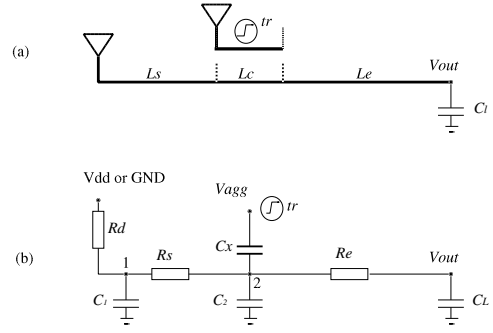 (a)
tr
Ls
Lc
Le
Vout
Cl
Vdd or GND
Vagg
tr
Rd
(b)
Cx
1
Rs
2
Re
Vout
C1
C2
CL